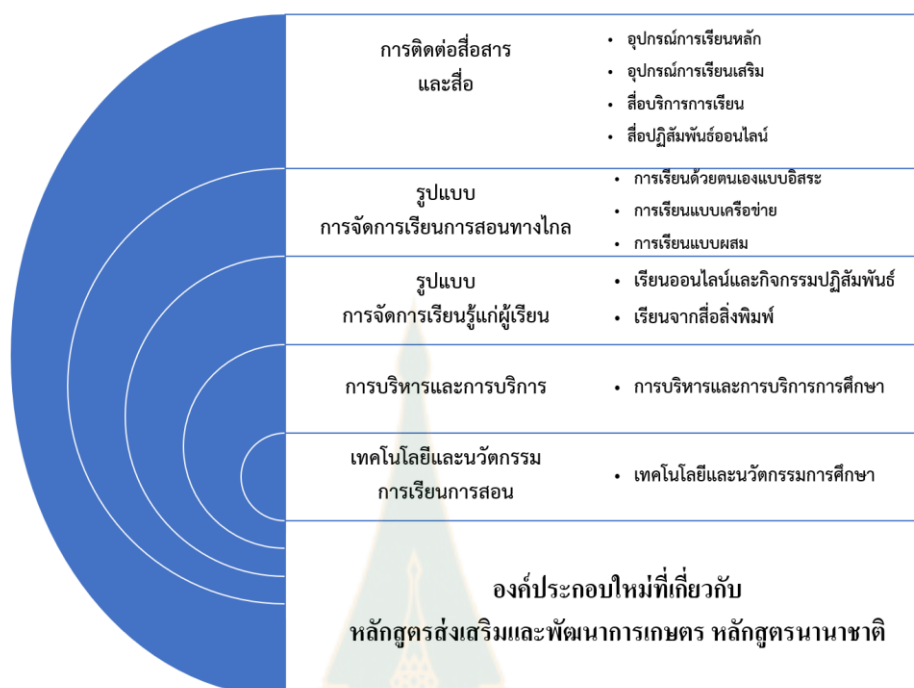 การติดต่อสื่อสาร
และสื่อ
• อุปกรณ์การเรียนหลัก
• อุปกรณ์การเรียนเสริม
• สื่อบริการการเรียน
• สื่อปฏิสัมพันธ์ออนไลน์
รูปแบบ
การจัดการเรียนการสอนทางไกล
• การเรียนด้วยตนเองแบบอิสระ
• การเรียนแบบเครือข่าย
• การเรียนแบบผสม
รูปแบบ
การจัดการเรียนรู้แก่ผู้เรียน
• เรียนออนไลน์และกิจกรรมปฏิสัมพันธ์
• เรียนจากสื่อสิ่งพิมพ์
การบริหารและการบริการ
• การบริหารและการบริการการศึกษา
เทคโนโลยีและนวัตกรรม
การเรียนการสอน
• เทคโนโลยีและนวัตกรรมการศึกษา
องค์ประกอบใหม่ที่เกี่ยวกับ
หลักสูตรส่งเสริมและพัฒนาการเกษตร หลักสูตรนานาชาติ